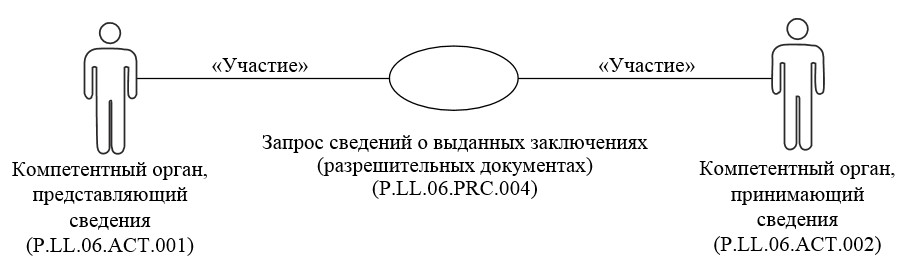 «Участие»
«Участие»
Запрос сведений о выданных заключениях
(разрешительных документах)
(P.LL.06.PRC.004)
Компетентный орган,
представляющий
сведения
(P.LL.06.ACT.001)
Компетентный орган,
принимающий
сведения
(P.LL.06.ACT.002)